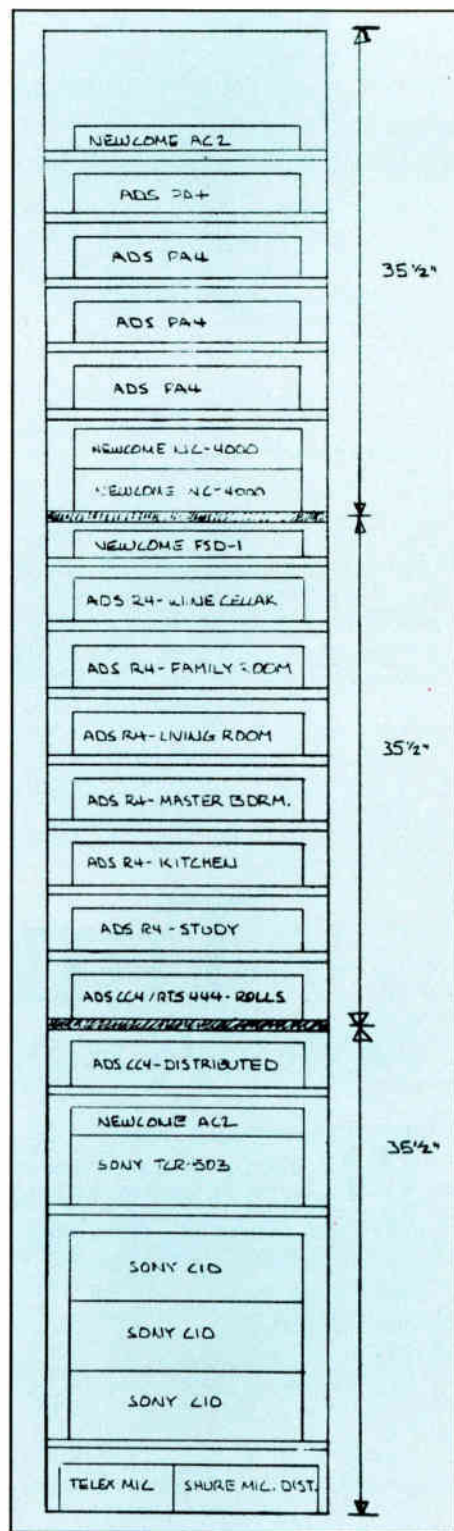 NEWCOME AC2
ADS PA4
ADS PA4
ADS PA4
ADS PA4
35½"
NEWCOME NC-4000
NEWCOME NC-4000
NEWCOME FSD-1
ADS R4-WINE CELLAR
ADS R4-FAMILY ROOM
ADS R4-LIVING ROOM
35½"
ADS R4-MASTER BDRM.
ADS R4-KITCHEN
ADS R4-STUDY
ADS CC4/RTS 444-ROLLS
ADS CC4-DISTRIBUTED
NEWCOME AC2
35½"
SONY
SONY C10
SONY C10
SONY C10
TELEX MIC
SHURE MIC. DIST.